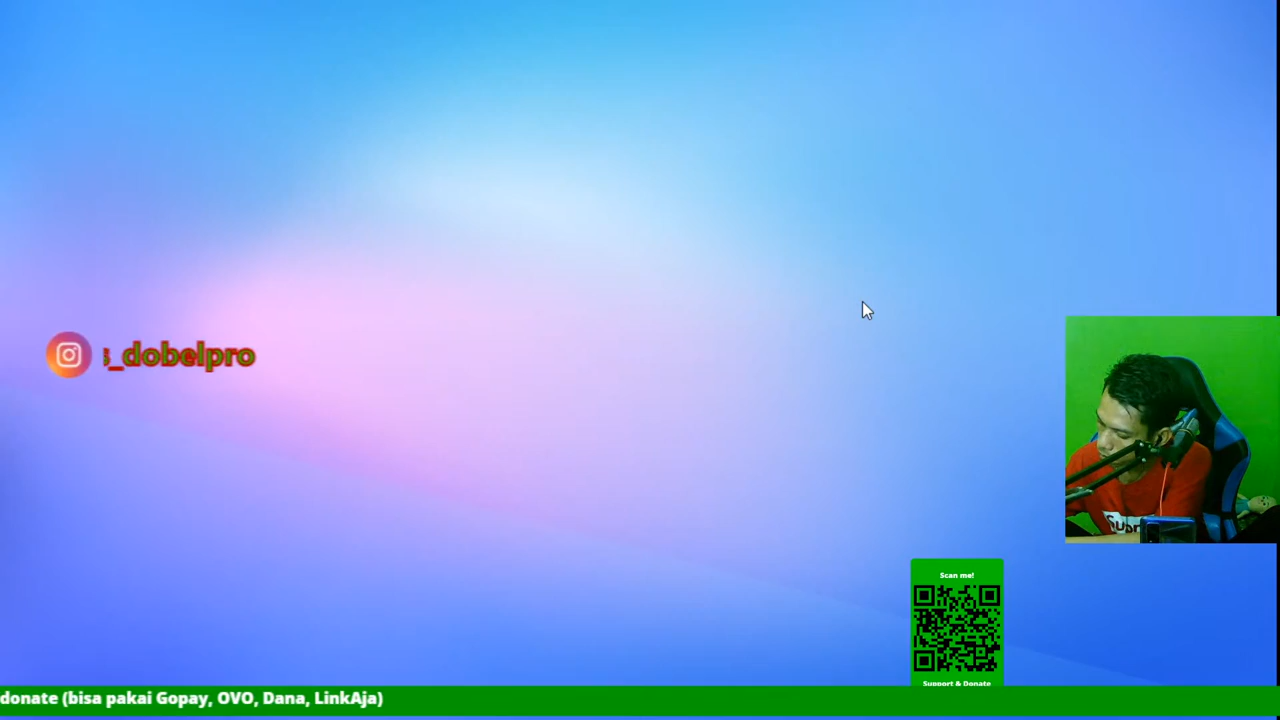 _dobelpro
Scan me!
Support & Donate
donate (bisa pakai Gopay, OVO, Dana, LinkAja)